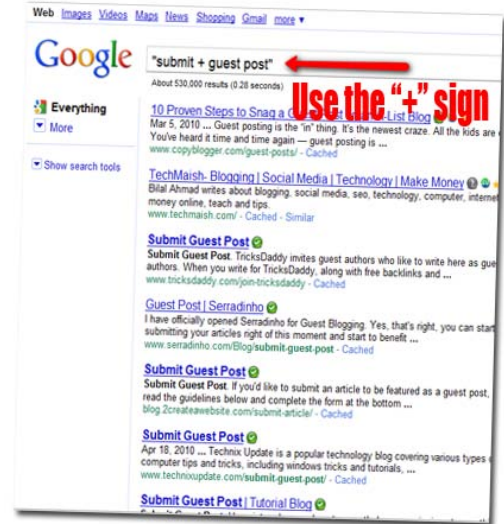 Web Images Videos Maps News Shopping Gmail more ▼
Google
"submit + guest post"
About 530,000 results (0.28 seconds)
Use the "+" sign
Everything
More
Show search tools
10 Proven Steps to Snag a G est -List Blog
Mar 5, 2010 ... Guest posting is the "in" thing. It's the newest craze. All the kids are
You've heard it time and time again — guest posting is ...
www.copyblogger.com/guest-posts/ - Cached
TechMaish- Blogging | Social Media | Technology | Make Money
Bilal Ahmad writes about blogging, social media, seo, technology, computer, internet
money online, teach and tips.
www.techmaish.com/ - Cached - Similar
Submit Guest Post
Submit Guest Post. TricksDaddy invites guest authors who like to write here as gue
authors. When you write for TricksDaddy, along with free backlinks and ...
www.tricksdaddy.com/join-tricksdaddy - Cached
Guest Post | Serradinho
I have officially opened Serradinho for Guest Blogging. Yes, that's right, you can start
submitting your articles right of this moment and start to benefit ...
www.serradinho.com/Blog/submit-guest-post - Cached
Submit Guest Post
Submit Guest Post. If you'd like to submit an article to be featured as a guest post,
read the guidelines below and complete the form at the bottom ...
blog.2createawebsite.com/submit-article/ - Cached
Submit Guest Post
Apr 18, 2010 ... Technix Update is a popular technology blog covering various types
computer tips and tricks, including windows tricks and tutorials, ...
www.technixupdate.com/submit-guest-post/ - Cached
Submit Guest Post | Tutorial Blog